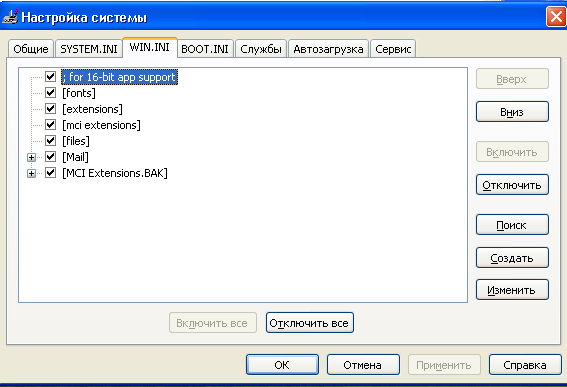 Настройка системы
Общие SYSTEM.INI WIN.INI BOOT.INI Службы Автозагрузка Сервис
; for 16-bit app support
[fonts]
[extensions]
[mci extensions]
[files]
[Mail]
[MCI Extensions.BAK]
Вверх
Вниз
Включить
Отключить
Поиск
Создать
Изменить
Включить все Отключить все
OK Отмена Применить Справка